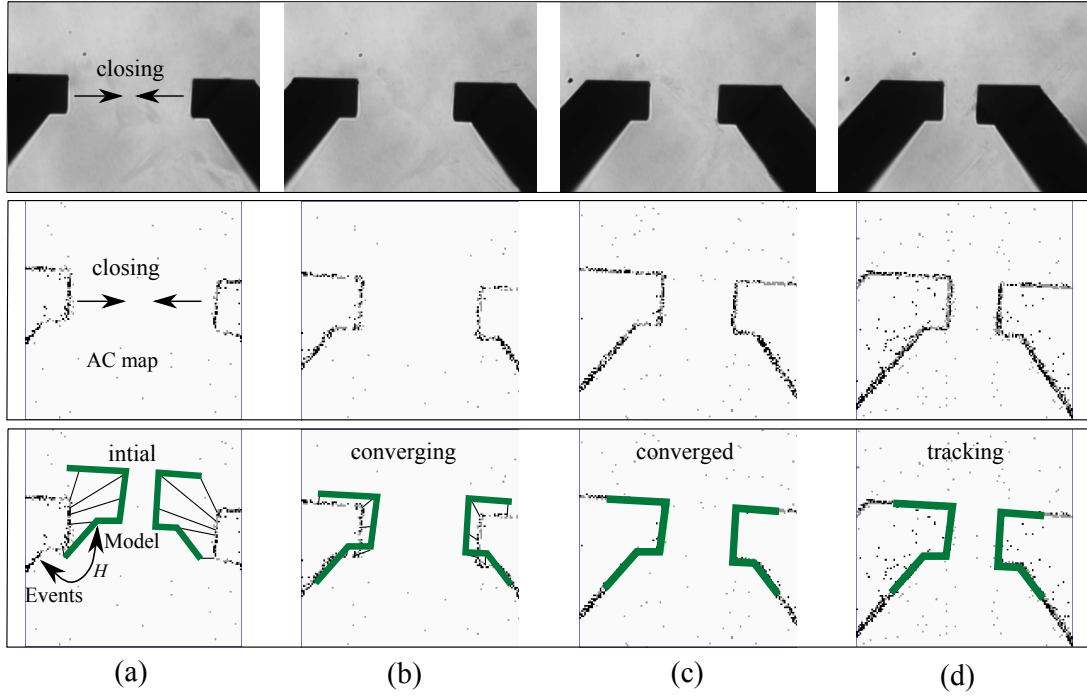 closing
closing
AC map
intial
converging
converged
tracking
Model
H
Events
(a)
(b)
(c)
(d)